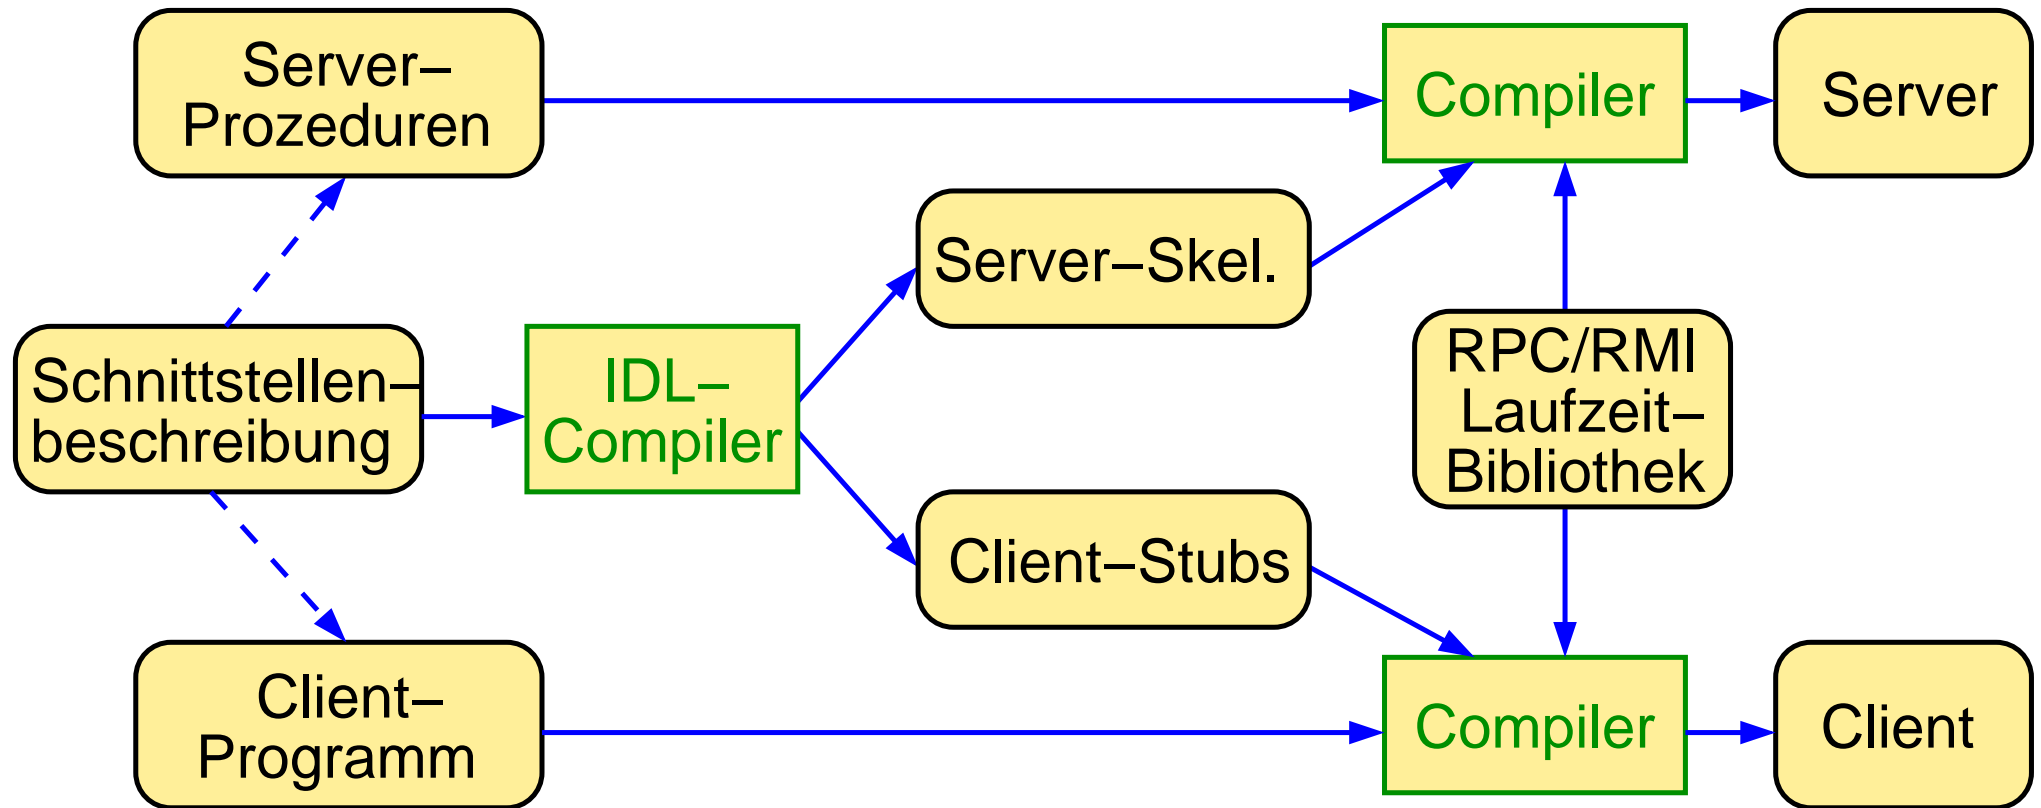 Server–
Prozeduren
Compiler
Server
Server–Skel.
Schnittstellen–
beschreibung
IDL–
Compiler
RPC/RMI
Laufzeit–
Bibliothek
Client–Stubs
Client–
Programm
Compiler
Client